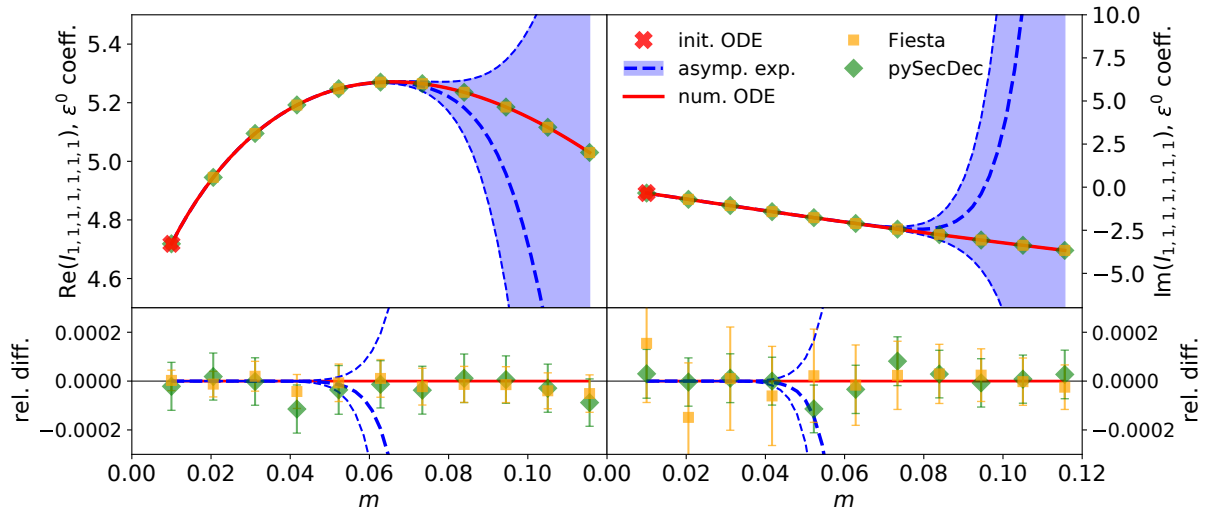 Re(I₁,₁,₁,₁,₁,₁,₁), ε⁰ coeff.
5.4
5.2
5.0
4.8
4.6
init. ODE
asymp. exp.
num. ODE
Fiesta
pySecDec
10.0
7.5
5.0
2.5
0.0
−2.5
−5.0
Im(I₁,₁,₁,₁,₁,₁,₁), ε⁰ coeff.
rel. diff.
0.0002
0.0000
−0.0002
0.0002
0.0000
−0.0002
rel. diff.
0.00 0.02 0.04 0.06 0.08 0.10 0.00 0.02 0.04 0.06 0.08 0.10 0.12
m m